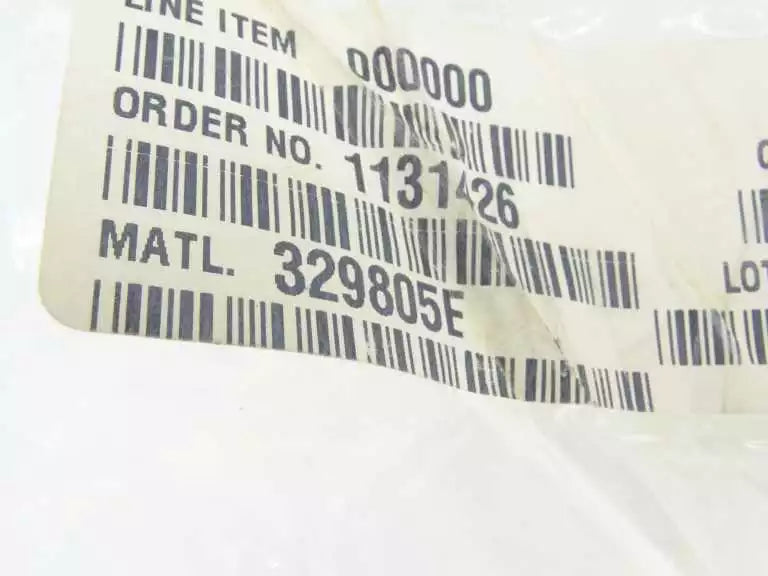 LINE ITEM 000000
ORDER NO. 1131426
MATL. 329805E
LOT